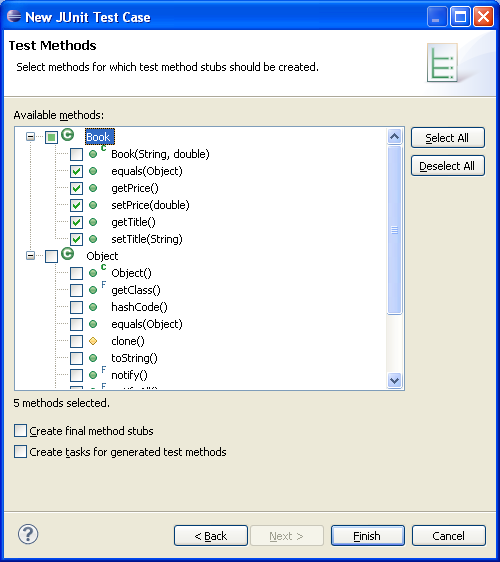 New JUnit Test Case
Test Methods
Select methods for which test method stubs should be created.
Available methods:
Book
Select All
C Book(String, double)
Deselect All
equals(Object)
getPrice()
setPrice(double)
getTitle()
setTitle(String)
Object
C Object()
F getClass()
hashCode()
equals(Object)
clone()
toString()
F notify()
5 methods selected.
Create final method stubs
Create tasks for generated test methods
? < Back Next > Finish Cancel